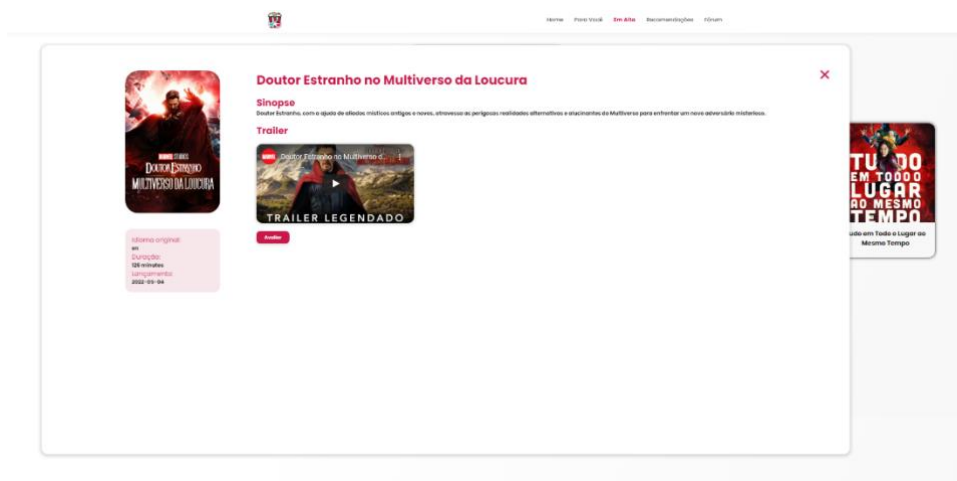 Home Para Você Em Alta Recomendações Fórum
Doutor Estranho no Multiverso da Loucura
Sinopse
Doutor Estranho, com a ajuda de aliados místicos antigos e novos, atravessa as perigosas realidades alternativas e alucinantes do Multiverso para enfrentar um novo adversário misterioso.
Trailer
MARVEL Doutor Estranho no Multiverso d...
TRAILER LEGENDADO
Avaliar
MARVEL STUDIOS
DOUTOR ESTRANHO
MULTIVERSO DA LOUCURA
Idioma original:
en
Duração:
126 minutos
Lançamento:
2022-05-04
TUDO
EM TODO O
LUGAR
AO MESMO
TEMPO
udo em Todo o Lugar ao
Mesmo Tempo